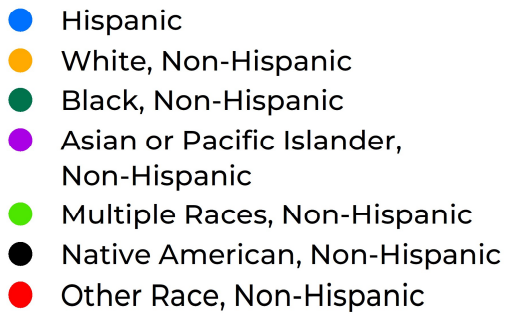 Hispanic
White, Non-Hispanic
Black, Non-Hispanic
Asian or Pacific Islander,
Non-Hispanic
Multiple Races, Non-Hispanic
Native American, Non-Hispanic
Other Race, Non-Hispanic